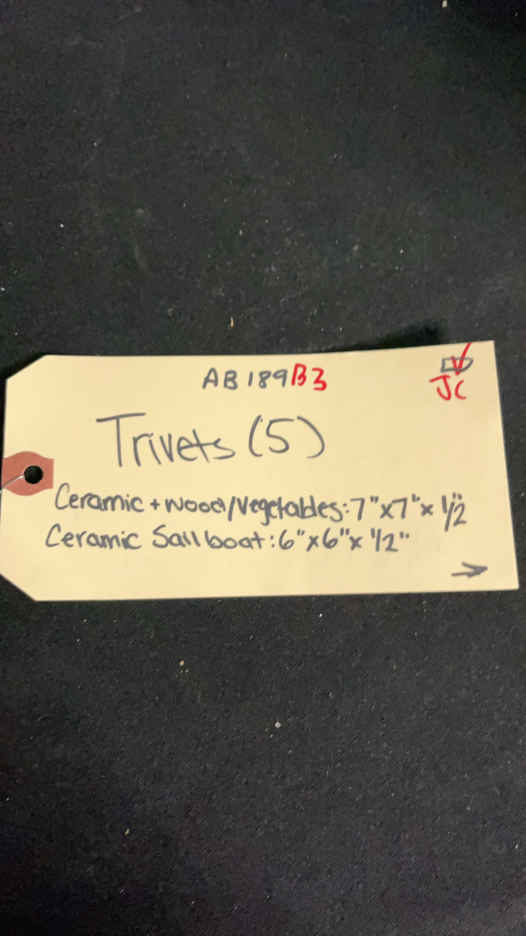 AB189B3
JC
Trivets (5)
Ceramic + Wood/Vegetables: 7"x7"x 1/2"
Ceramic Sailboat: 6"x6"x 1/2"